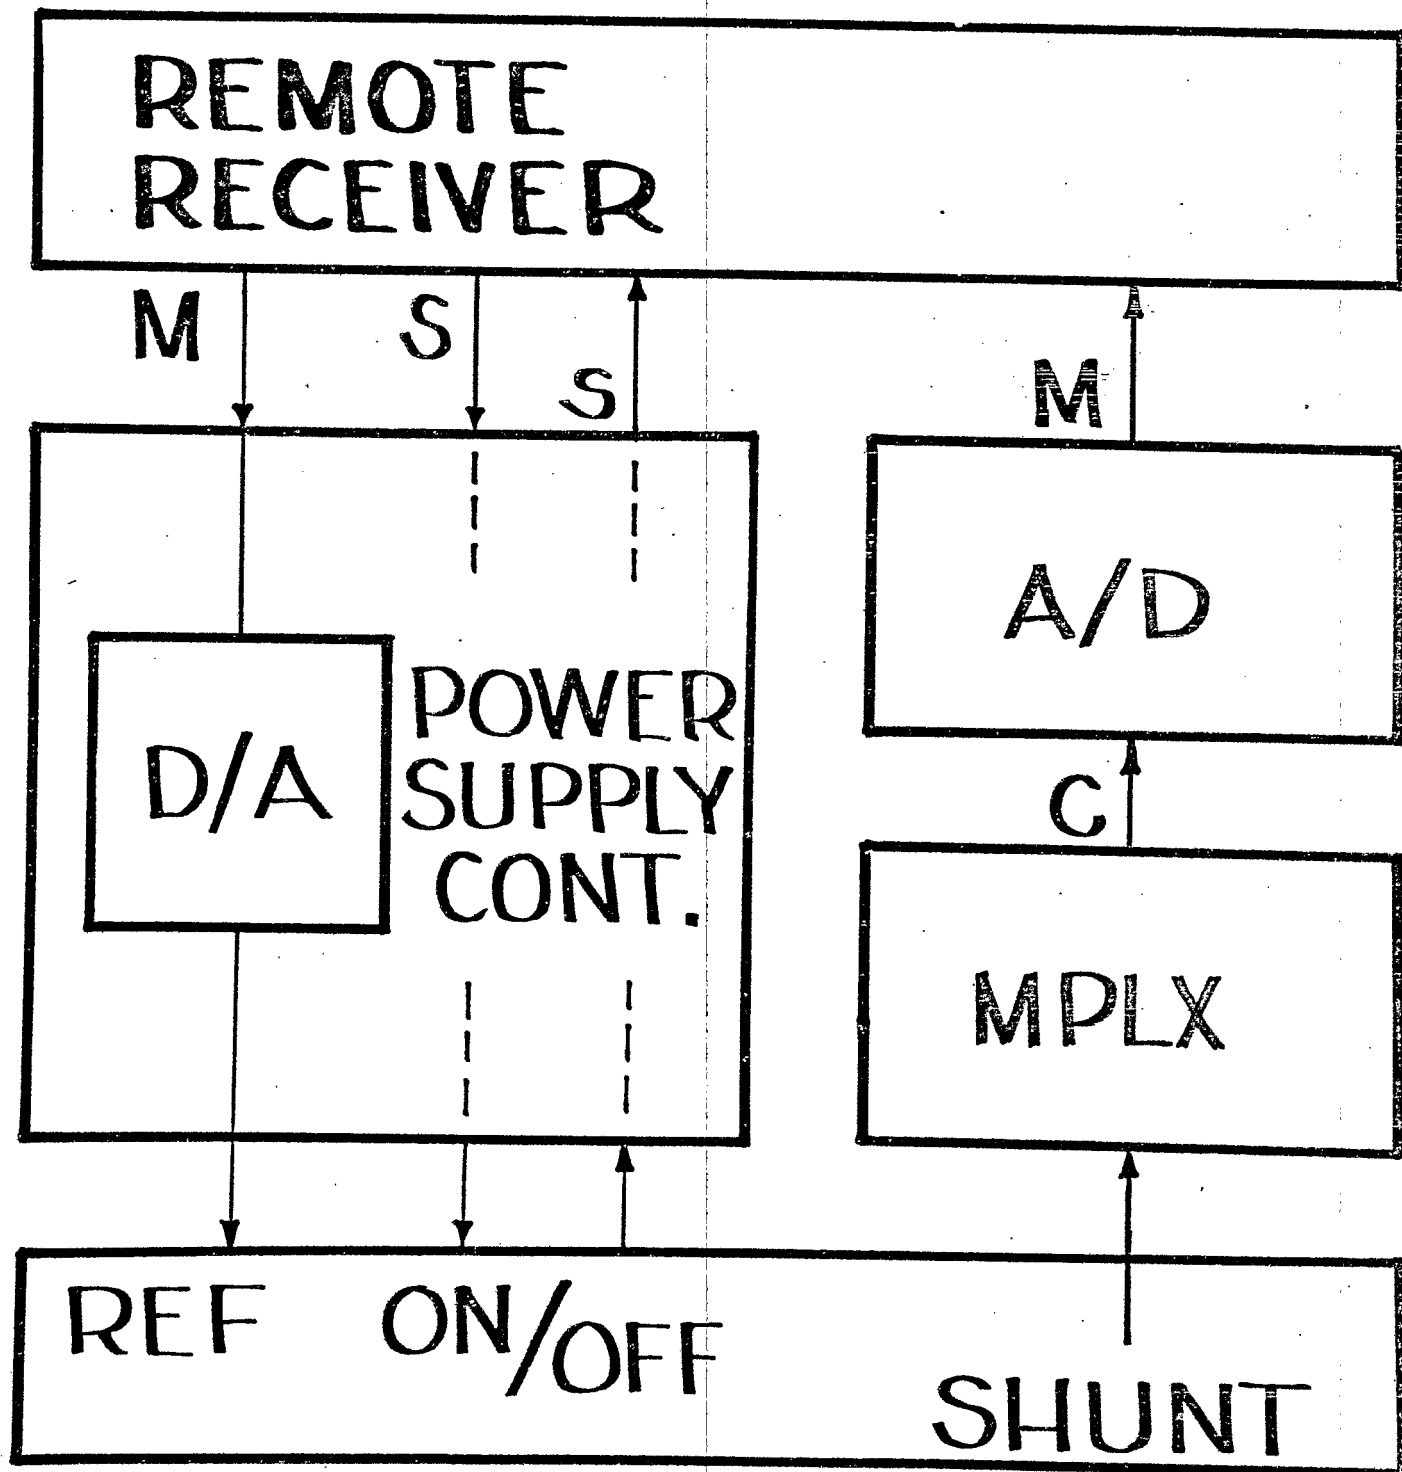 REMOTE
RECEIVER
M
S
S
M
A/D
D/A
POWER
SUPPLY
CONT.
C
MPLX
REF
ON/OFF
SHUNT